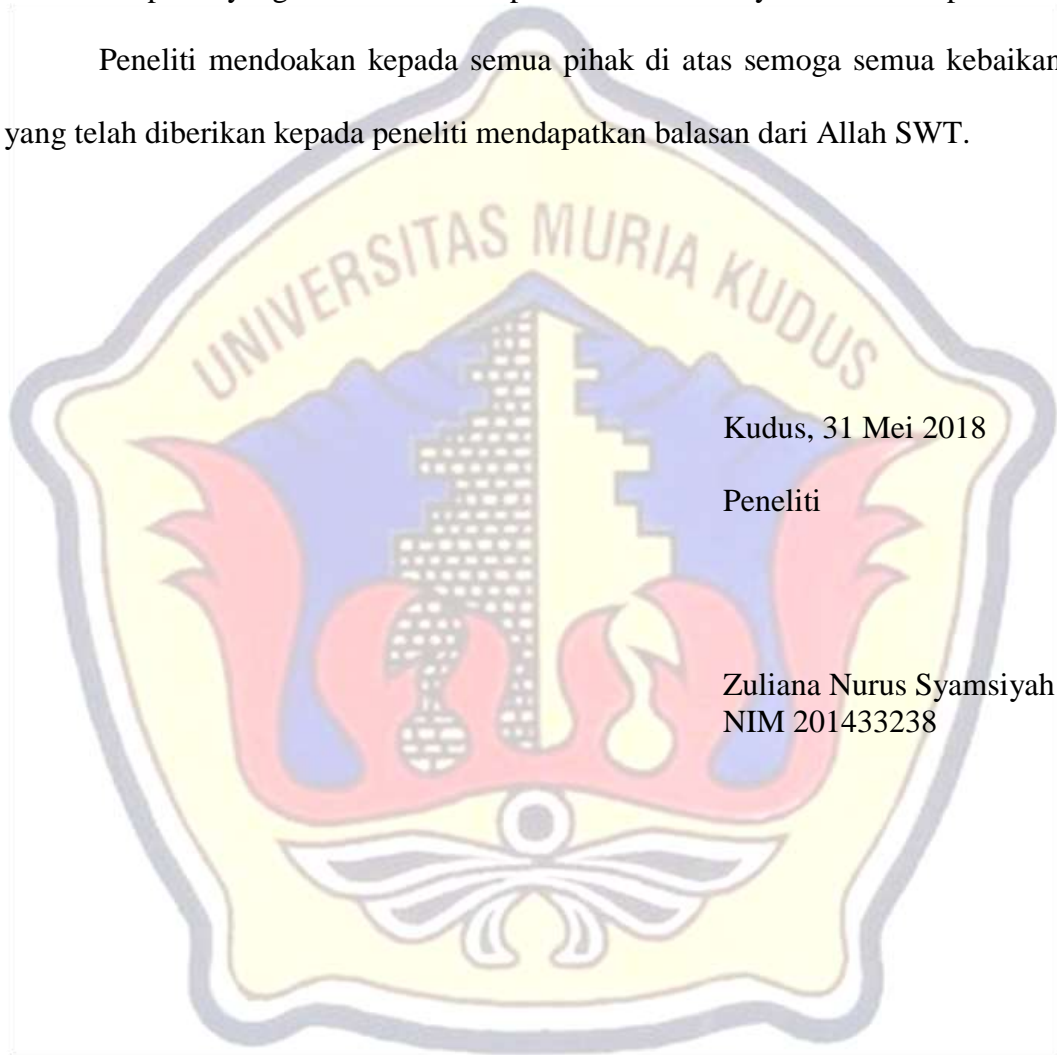 Peneliti mendoakan kepada semua pihak di atas semoga semua kebaikan
yang telah diberikan kepada peneliti mendapatkan balasan dari Allah SWT.
UNIVERSITAS MURIA KUDUS
Kudus, 31 Mei 2018
Peneliti
Zuliana Nurus Syamsiyah
NIM 201433238